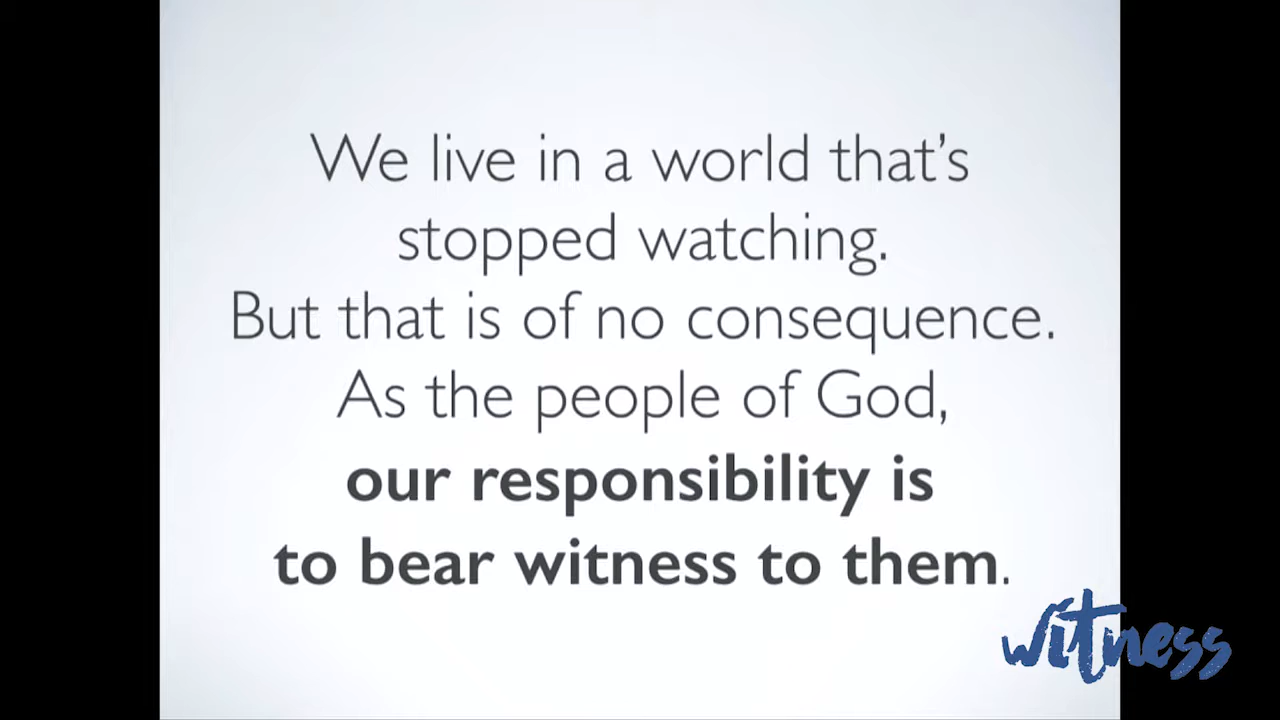 We live in a world that's
stopped watching.
But that is of no consequence.
As the people of God,
our responsibility is
to bear witness to them.
witness